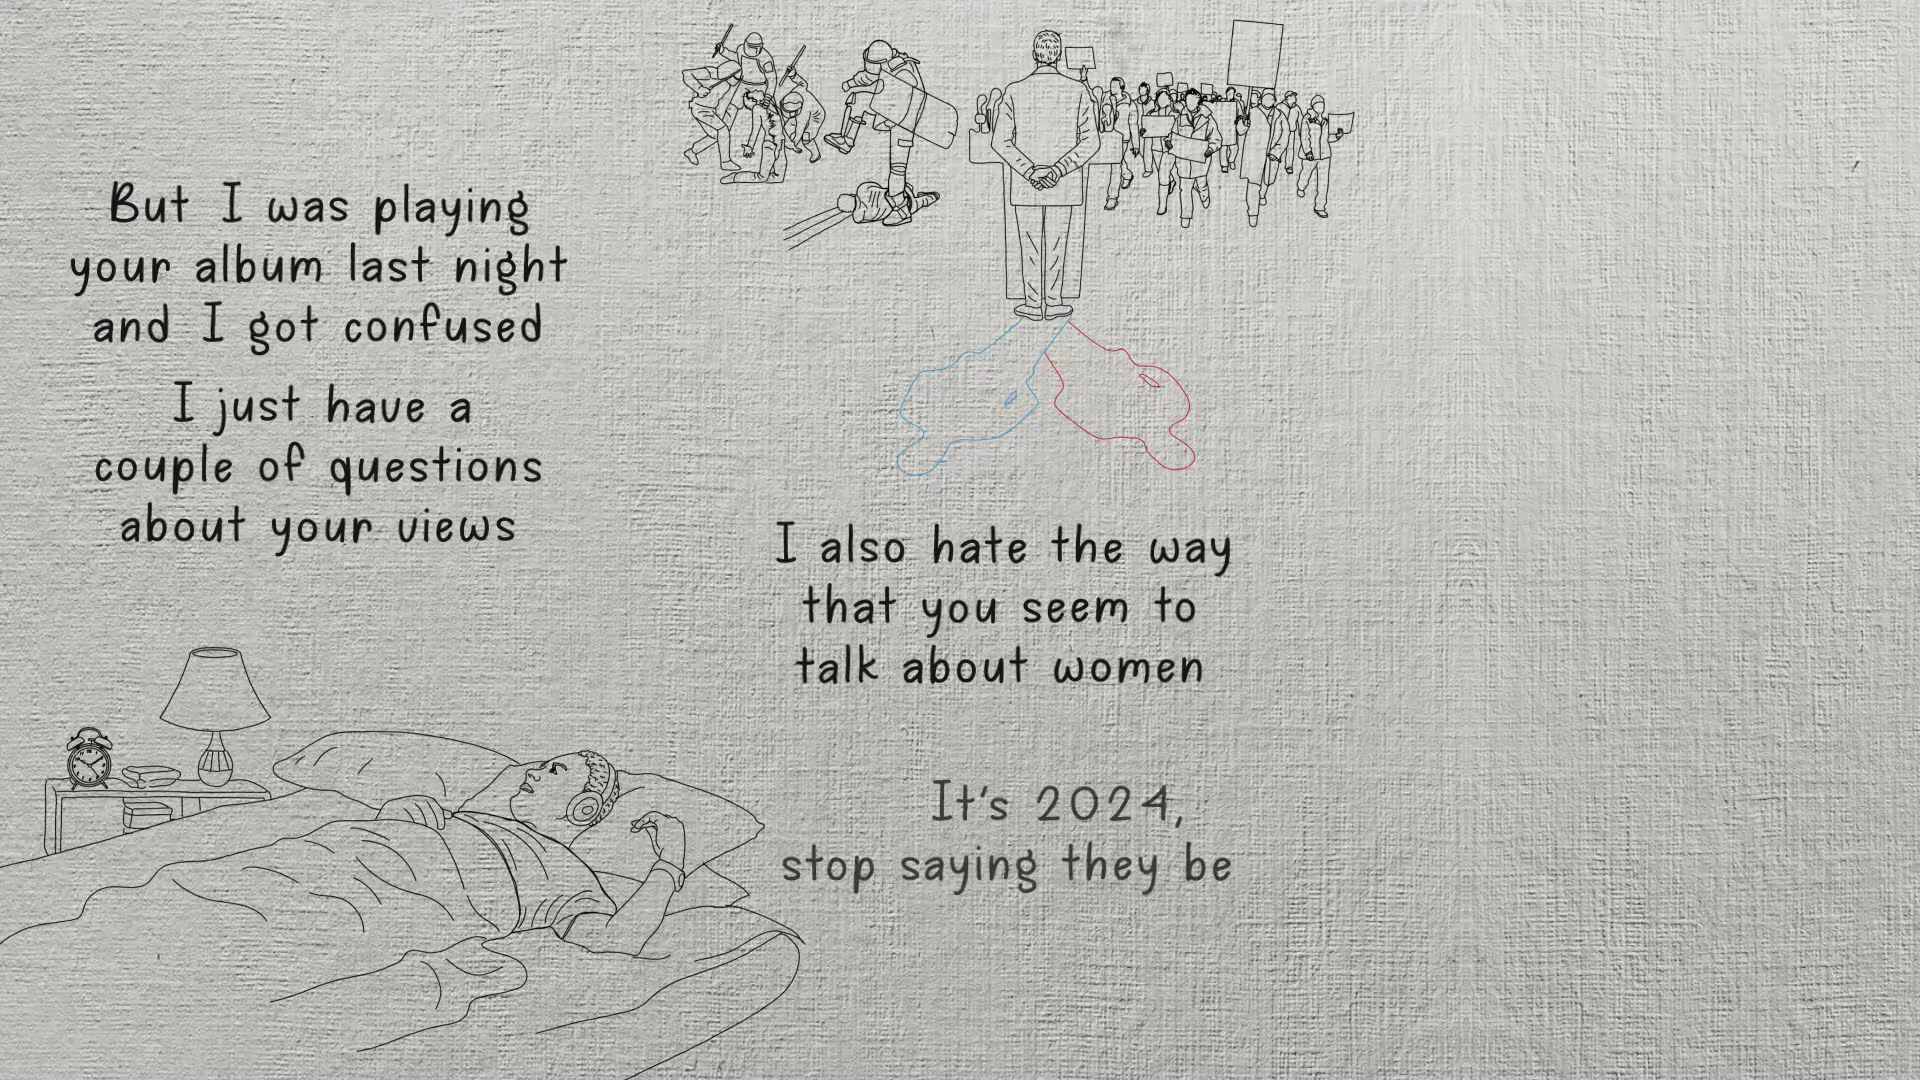 But I was playing
your album last night
and I got confused
I just have a
couple of questions
about your views
I also hate the way
that you seem to
talk about women
It's 2024,
stop saying they be